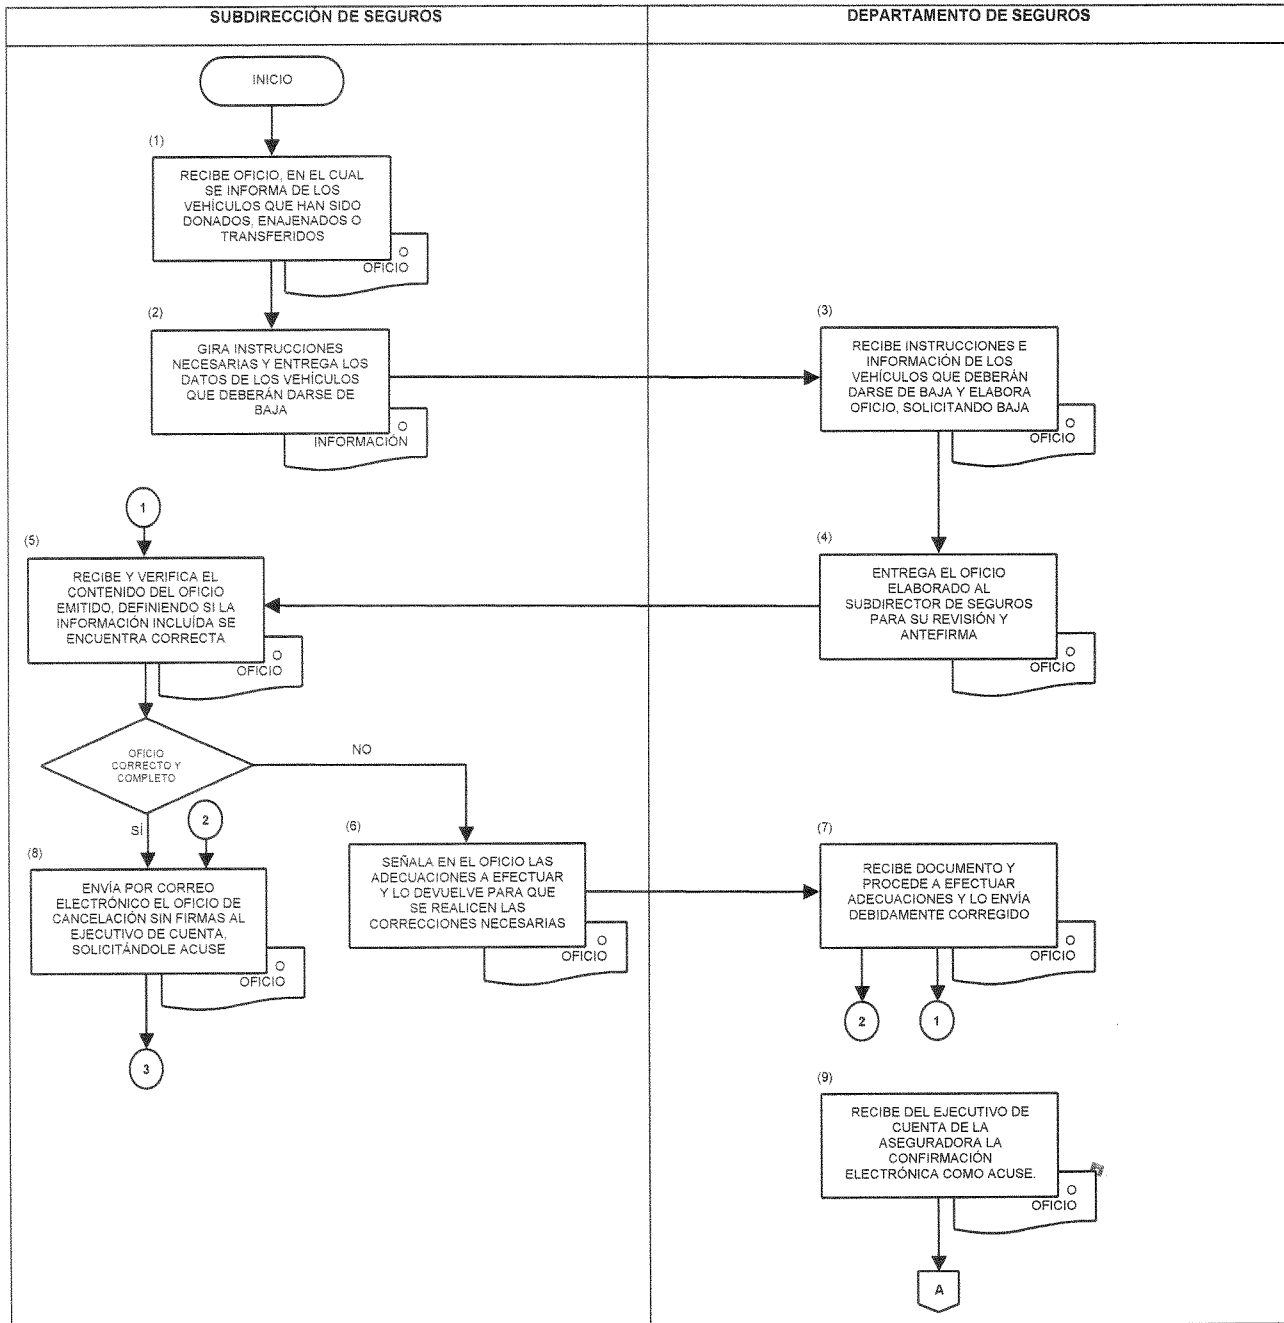 SUBDIRECCIÓN DE SEGUROS
DEPARTAMENTO DE SEGUROS
INICIO
(1)
RECIBE OFICIO, EN EL CUAL
SE INFORMA DE LOS
VEHÍCULOS QUE HAN SIDO
DONADOS, ENAJENADOS O
TRANSFERIDOS
O
OFICIO
(2)
GIRA INSTRUCCIONES
NECESARIAS Y ENTREGA LOS
DATOS DE LOS VEHÍCULOS
QUE DEBERÁN DARSE DE
BAJA
O
INFORMACIÓN
(3)
RECIBE INSTRUCCIONES E
INFORMACIÓN DE LOS
VEHÍCULOS QUE DEBERÁN
DARSE DE BAJA Y ELABORA
OFICIO, SOLICITANDO BAJA
O
OFICIO
(4)
ENTREGA EL OFICIO
ELABORADO AL
SUBDIRECTOR DE SEGUROS
PARA SU REVISIÓN Y
ANTEFIRMA
O
OFICIO
1
(5)
RECIBE Y VERIFICA EL
CONTENIDO DEL OFICIO
EMITIDO, DEFINIENDO SI LA
INFORMACIÓN INCLUÍDA SE
ENCUENTRA CORRECTA
O
OFICIO
OFICIO
CORRECTO Y
COMPLETO
NO
SÍ
2
(6)
SEÑALA EN EL OFICIO LAS
ADECUACIONES A EFECTUAR
Y LO DEVUELVE PARA QUE
SE REALICEN LAS
CORRECCIONES NECESARIAS
O
OFICIO
(7)
RECIBE DOCUMENTO Y
PROCEDE A EFECTUAR
ADECUACIONES Y LO ENVÍA
DEBIDAMENTE CORREGIDO
O
OFICIO
2
1
(8)
ENVÍA POR CORREO
ELECTRÓNICO EL OFICIO DE
CANCELACIÓN SIN FIRMAS AL
EJECUTIVO DE CUENTA,
SOLICITÁNDOLE ACUSE
O
OFICIO
3
(9)
RECIBE DEL EJECUTIVO DE
CUENTA DE LA
ASEGURADORA LA
CONFIRMACIÓN
ELECTRÓNICA COMO ACUSE.
O
OFICIO
A